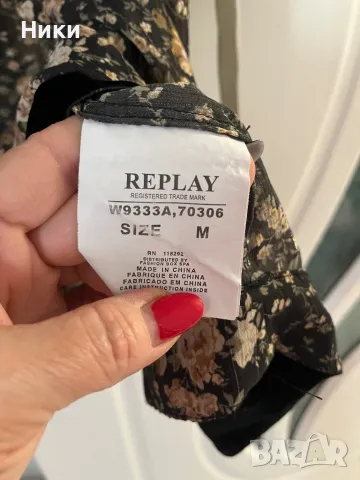 Ники
REPLAY
REGISTERED TRADE MARK
W9333A,70306
SIZE M
RN 118292
DISTRIBUTED BY
FASHION BOX SPA
MADE IN CHINA
FABRIQUE EN CHINE
FABRICADO EM CHINA
CARE INSTRUCTION INSIDE
BAZAR